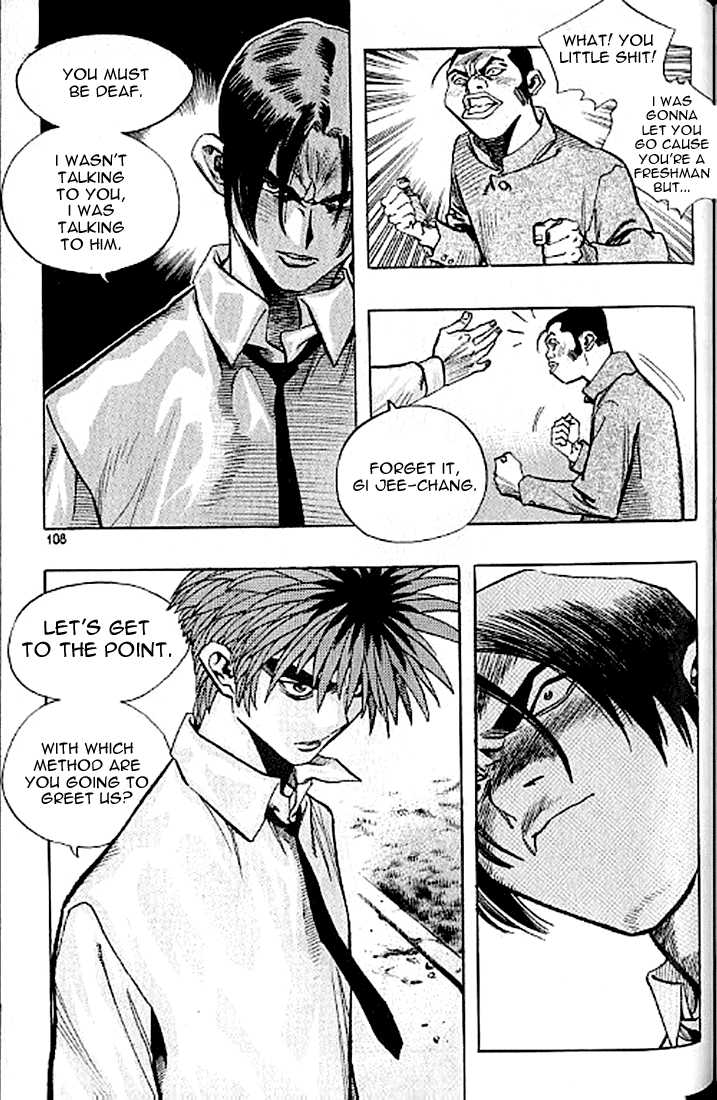 YOU MUST
BE DEAF.
I WASN'T
TALKING
TO YOU,
I WAS
TALKING
TO HIM.
WHAT! YOU
LITTLE SHIT!
I WAS
GONNA
LET YOU
GO CAUSE
YOU'RE A
FRESHMAN
BUT...
FORGET IT,
GI JEE-CHANG.
108
LET'S GET
TO THE POINT.
WITH WHICH
METHOD ARE
YOU GOING TO
GREET US?